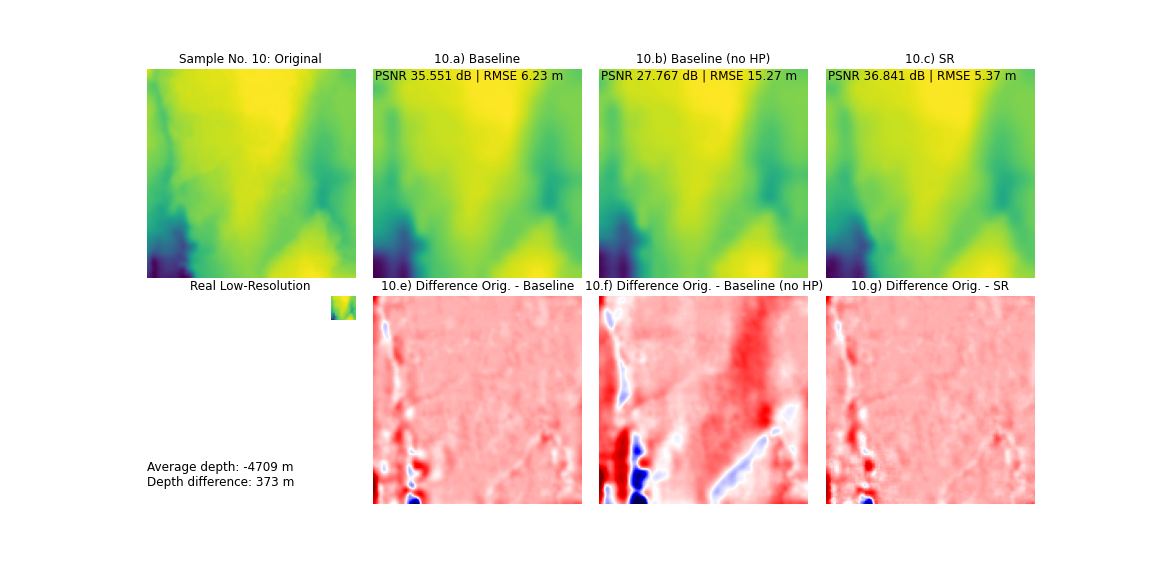 Sample No. 10: Original
10.a) Baseline
10.b) Baseline (no HP)
10.c) SR
PSNR 35.551 dB | RMSE 6.23 m
PSNR 27.767 dB | RMSE 15.27 m
PSNR 36.841 dB | RMSE 5.37 m
Real Low-Resolution
10.e) Difference Orig. - Baseline
10.f) Difference Orig. - Baseline (no HP)
10.g) Difference Orig. - SR
Average depth: -4709 m
Depth difference: 373 m